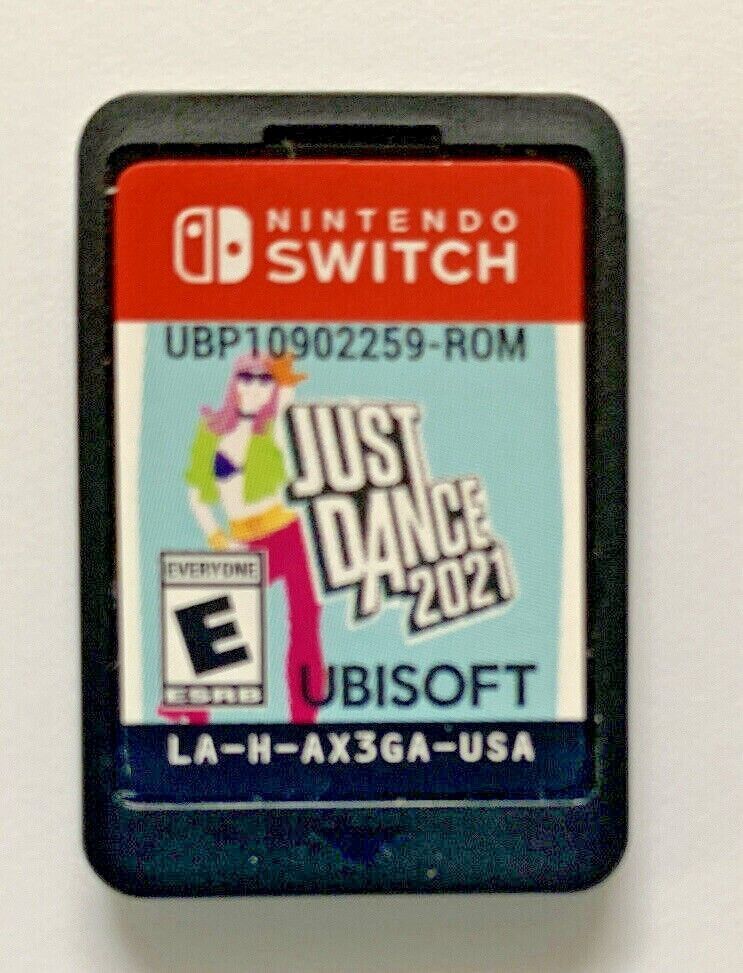 NINTENDO
SWITCH
UBP10902259-ROM
JUST
DANCE
2021
EVERYONE
E
ESRB
UBISOFT
LA-H-AX3GA-USA